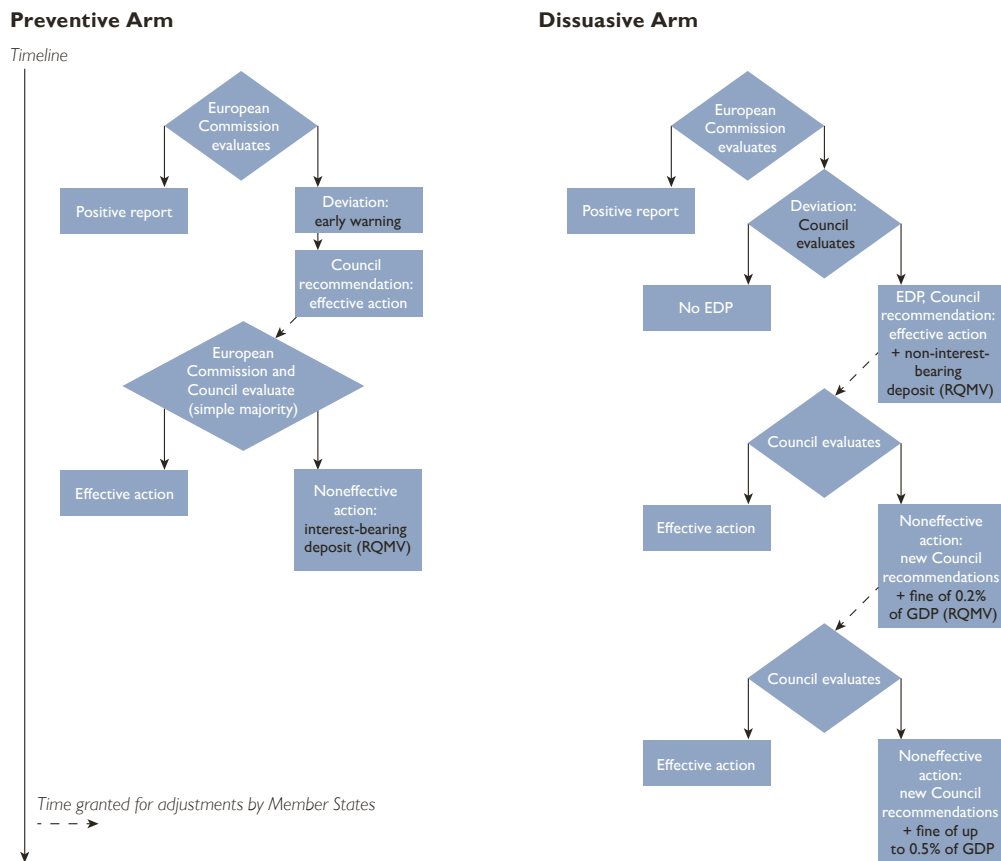 Preventive Arm
Timeline
European
Commission
evaluates
Positive report
Deviation:
early warning
Council
recommendation:
effective action
European
Commission and
Council evaluate
(simple majority)
Effective action
Noneffective
action:
interest-bearing
deposit (RQMV)
Time granted for adjustments by Member States
Dissuasive Arm
European
Commission
evaluates
Positive report
Deviation:
Council
evaluates
No EDP
EDP, Council
recommendation:
effective action
+ non-interest-
bearing
deposit (RQMV)
Council evaluates
Effective action
Noneffective
action:
new Council
recommendations
+ fine of 0.2%
of GDP (RQMV)
Council evaluates
Effective action
Noneffective
action:
new Council
recommendations
+ fine of up
to 0.5% of GDP